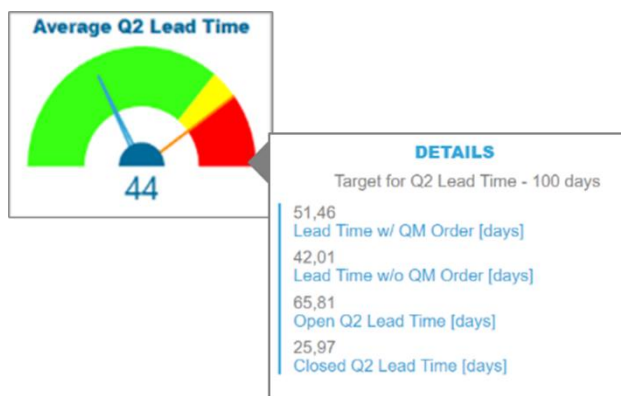 Average Q2 Lead Time
44
DETAILS
Target for Q2 Lead Time - 100 days
51,46
Lead Time w/ QM Order [days]
42,01
Lead Time w/o QM Order [days]
65,81
Open Q2 Lead Time [days]
25,97
Closed Q2 Lead Time [days]